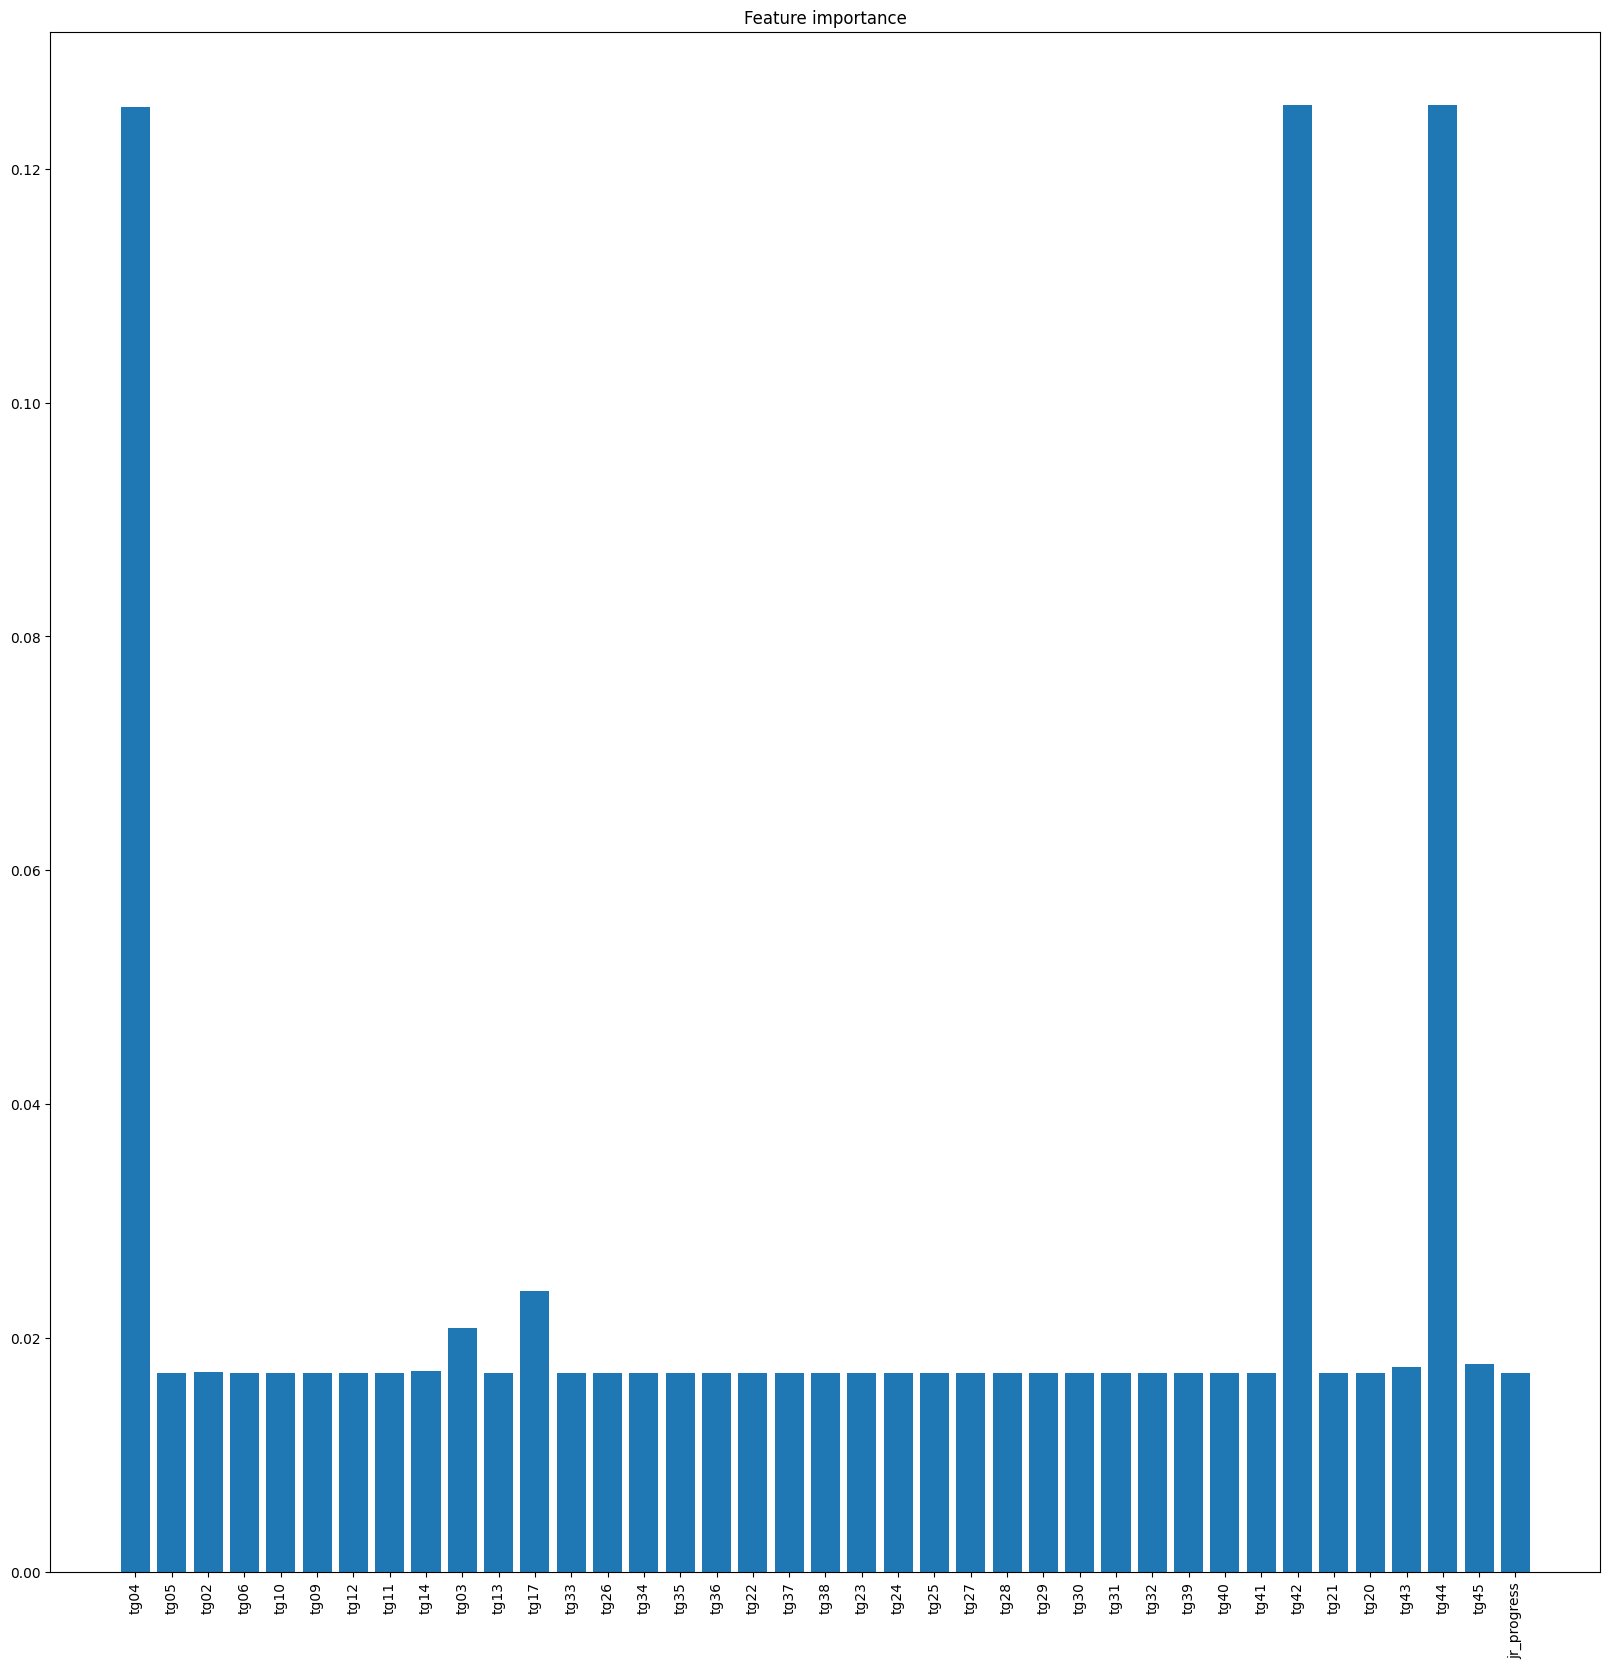 Feature importance
0.12
0.10
0.08
0.06
0.04
0.02
0.00
tg04
tg05
tg02
tg06
tg10
tg09
tg12
tg11
tg14
tg03
tg13
tg17
tg33
tg26
tg34
tg35
tg36
tg22
tg37
tg38
tg23
tg24
tg25
tg27
tg28
tg29
tg30
tg31
tg32
tg39
tg40
tg41
tg42
tg21
tg20
tg43
tg44
tg45
jr_progress